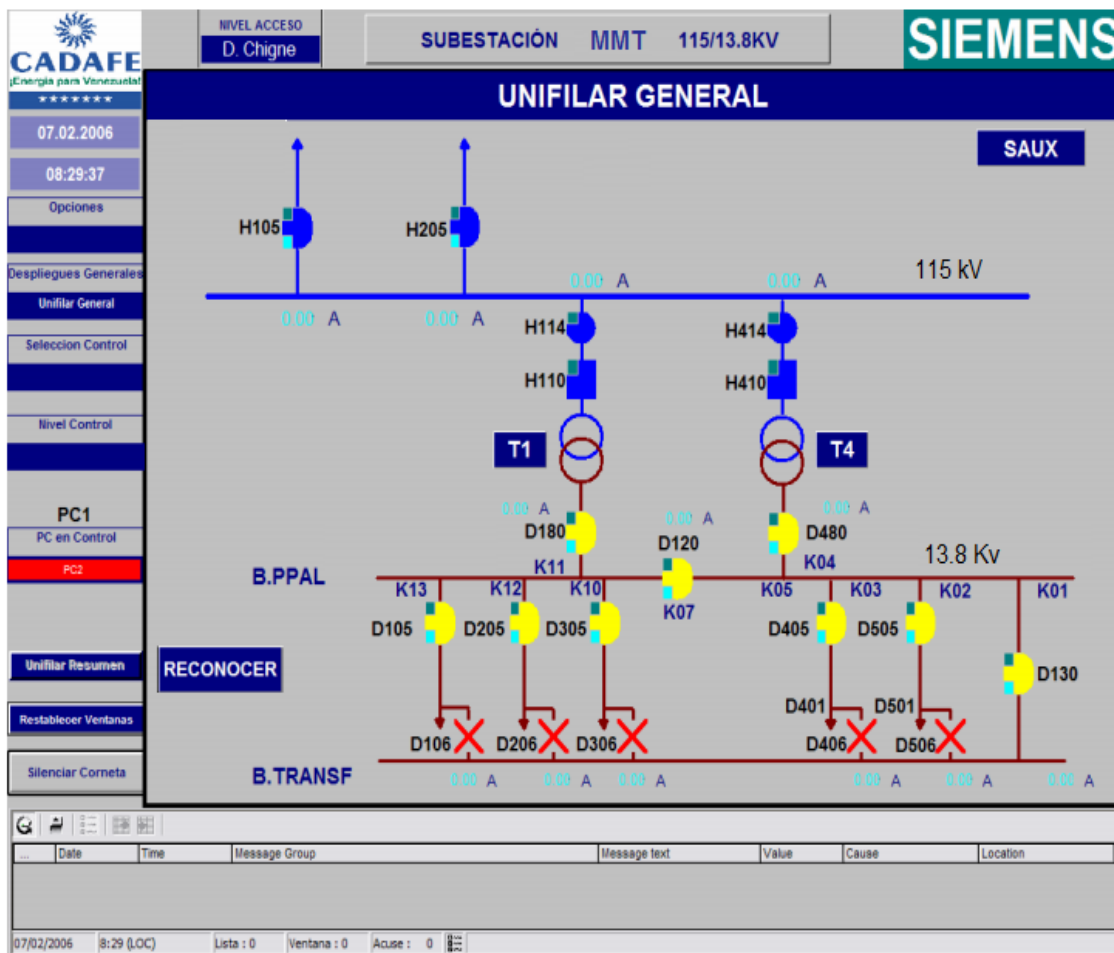 CADAFE
¡Energía para Venezuela!
*******
NIVEL ACCESO
D. Chigne
SUBESTACIÓN MMT 115/13.8KV
SIEMENS
UNIFILAR GENERAL
07.02.2006
08:29:37
SAUX
Opciones
H105
H205
Despliegues Generales
Unifilar General
115 kV
0.00 A
0.00 A
0.00 A
0.00 A
Seleccion Control
H114
H414
H110
H410
Nivel Control
T1
T4
PC1
PC en Control
PC2
0.00 A
0.00 A
0.00 A
D180
D120
D480
13.8 Kv
B.PPAL
K11
K04
K13
K12
K10
K07
K05
K03
K02
K01
D105
D205
D305
D405
D505
RECONOCER
D130
Unifilar Resumen
Restablecer Ventanas
D401
D501
D106
D206
D306
D406
D506
Silenciar Corneta
B.TRANSF
0.00 A
0.00 A
0.00 A
0.00 A
0.00 A
0.00 A
... Date Time Message Group Message text Value Cause Location
07/02/2006 8:29 (LOC) Lista : 0 Ventana : 0 Acuse : 0